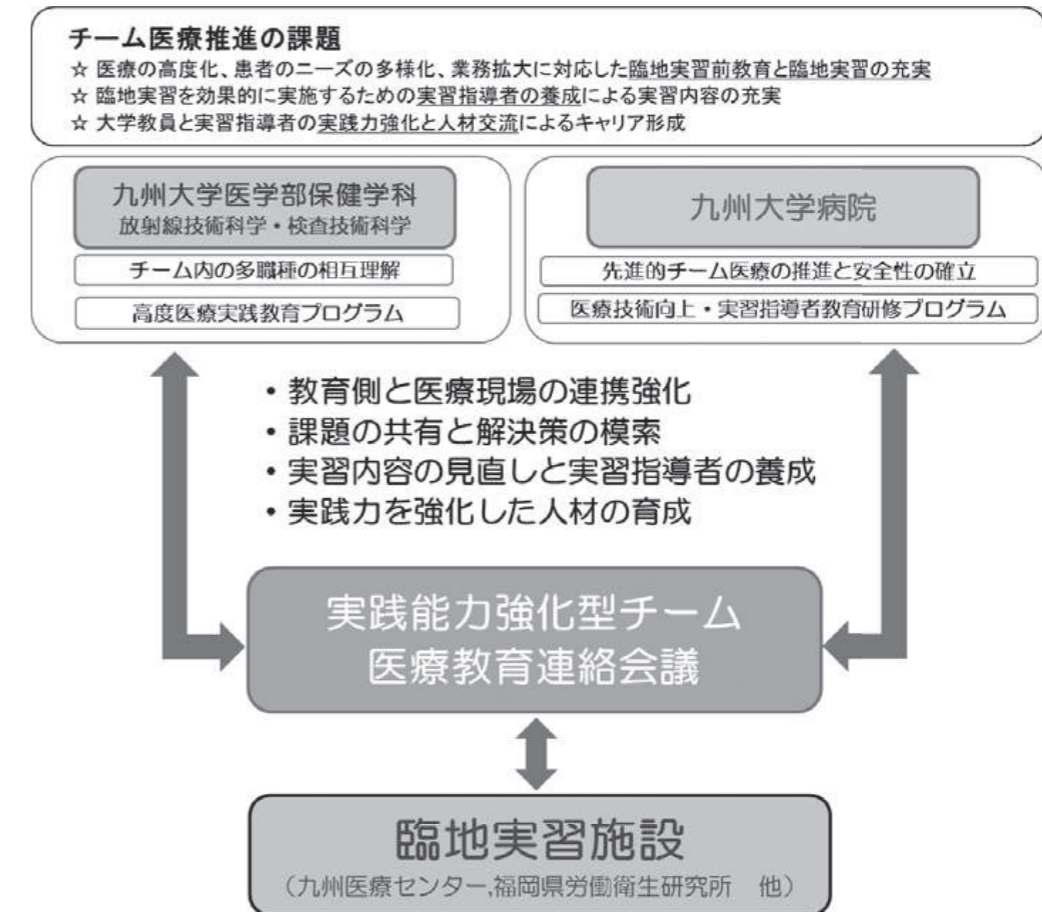 チーム医療推進の課題
☆ 医療の高度化、患者のニーズの多様化、業務拡大に対応した臨地実習前教育と臨地実習の充実
☆ 臨地実習を効果的に実施するための実習指導者の養成による実習内容の充実
☆ 大学教員と実習指導者の実践力強化と人材交流によるキャリア形成
九州大学医学部保健学科
放射線技術科学・検査技術科学
チーム内の多職種の相互理解
高度医療実践教育プログラム
九州大学病院
先進的チーム医療の推進と安全性の確立
医療技術向上・実習指導者教育研修プログラム
・教育側と医療現場の連携強化
・課題の共有と解決策の模索
・実習内容の見直しと実習指導者の養成
・実践力を強化した人材の育成
実践能力強化型チーム
医療教育連絡会議
臨地実習施設
（九州医療センター,福岡県労働衛生研究所　他）